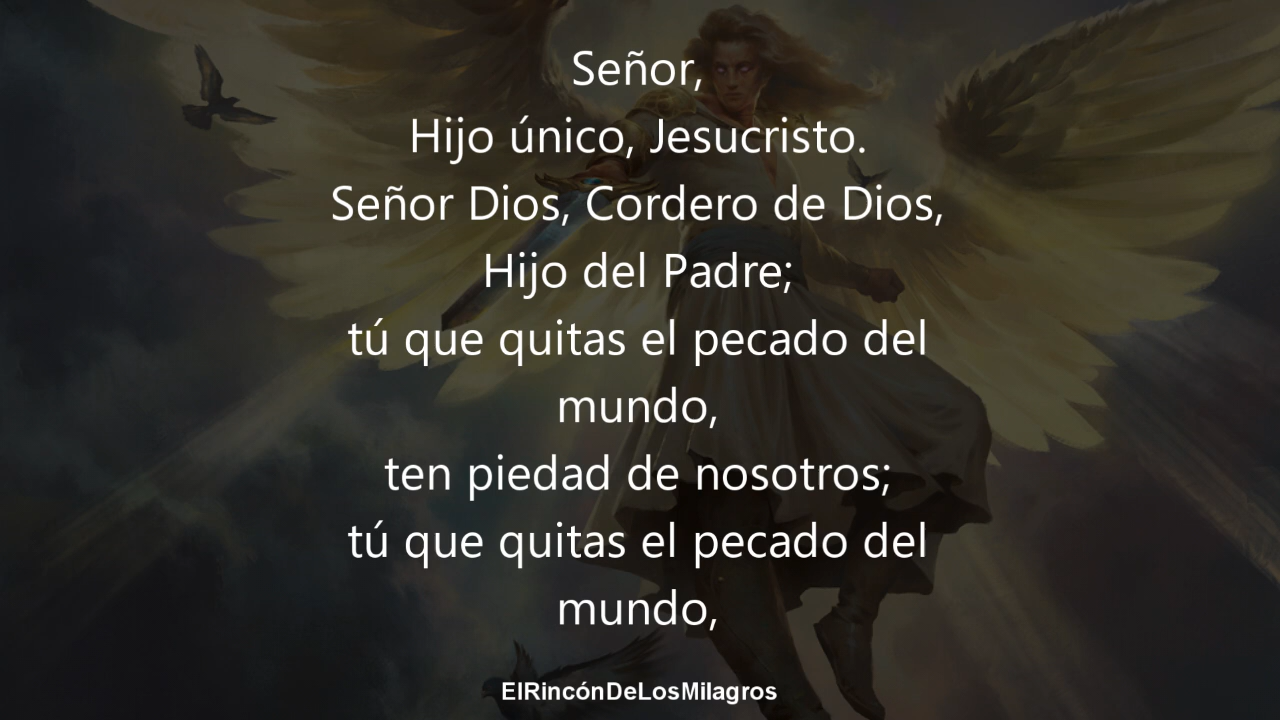 Señor,
Hijo único, Jesucristo.
Señor Dios, Cordero de Dios,
Hijo del Padre;
tú que quitas el pecado del
mundo,
ten piedad de nosotros;
tú que quitas el pecado del
mundo,
ElRincónDeLosMilagros